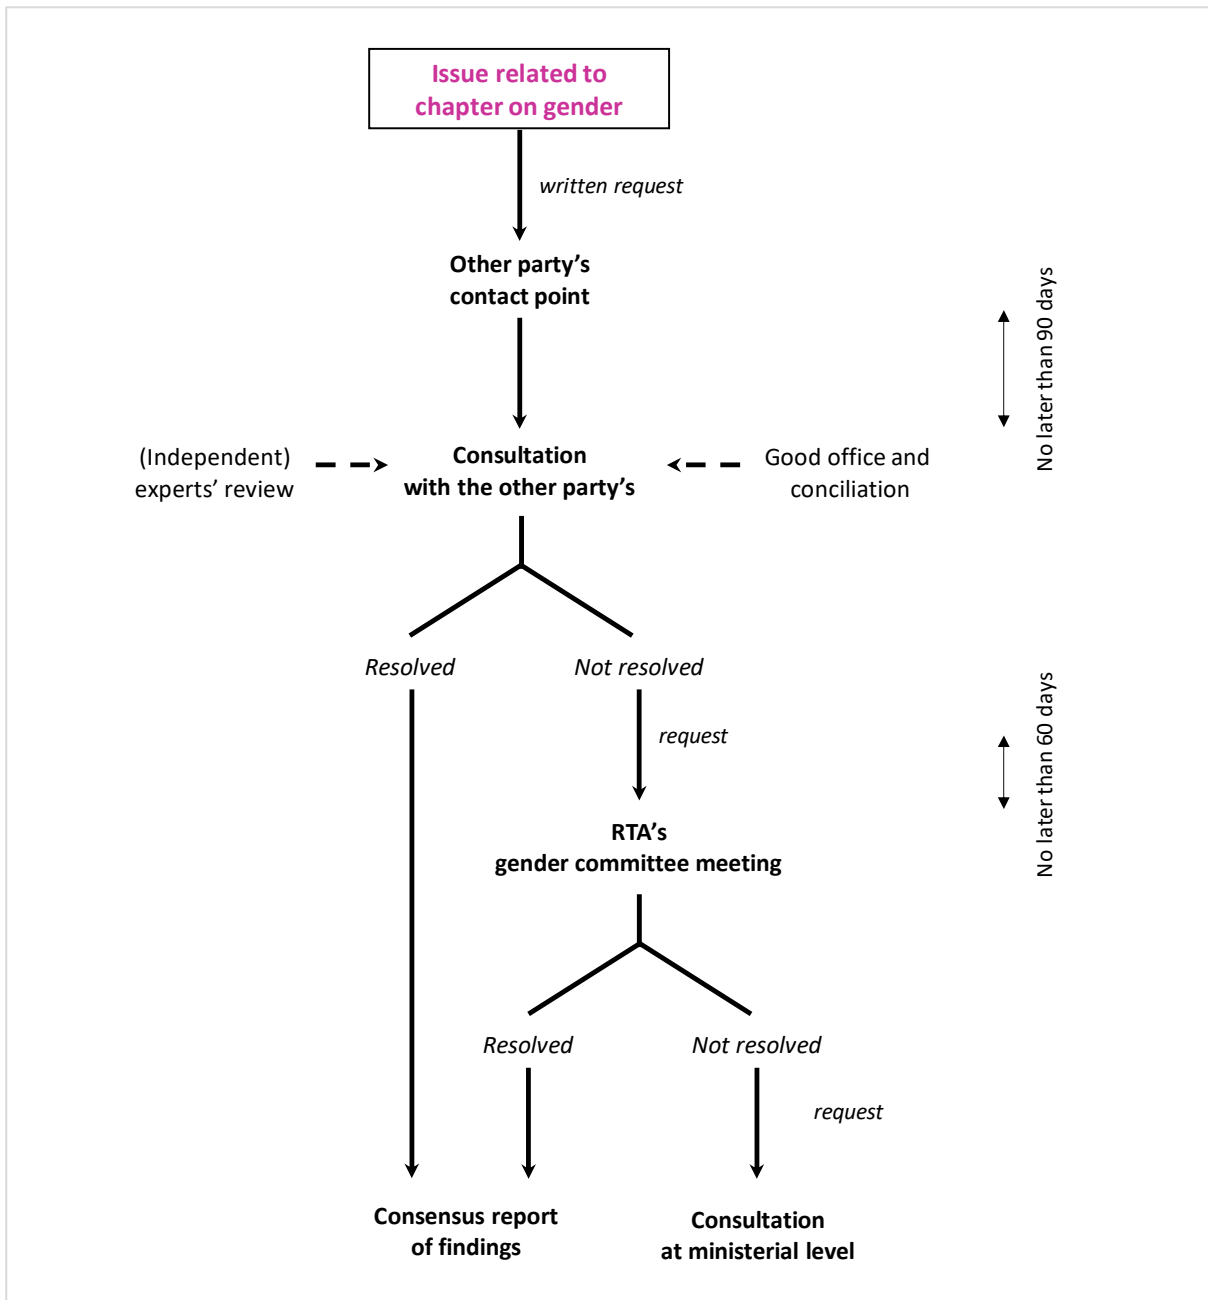 Issue related to
chapter on gender
written request
Other party’s
contact point
No later than 90 days
(Independent)
experts’ review
Consultation
with the other party’s
Good office and
conciliation
Resolved
Not resolved
request
No later than 60 days
RTA’s
gender committee meeting
Resolved
Not resolved
request
Consensus report
of findings
Consultation
at ministerial level